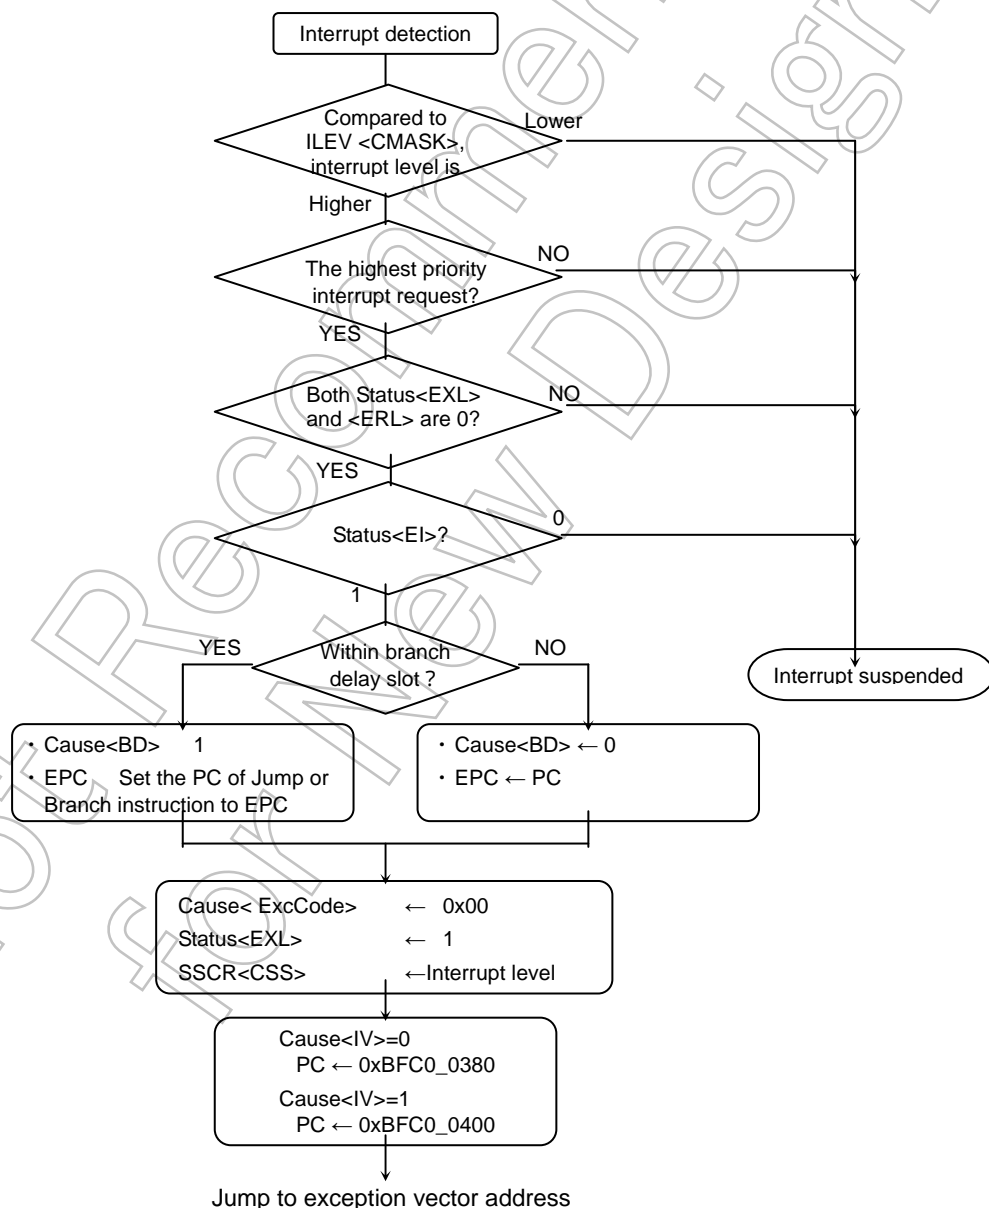 Interrupt detection
Compared to
ILEV <CMASK>,
interrupt level is
Lower
Higher
The highest priority
interrupt request?
NO
YES
Both Status<EXL>
and <ERL> are 0?
NO
YES
Status<EI>?
0
1
Within branch
delay slot ?
YES
NO
Interrupt suspended
・Cause<BD> 1
・EPC Set the PC of Jump or
Branch instruction to EPC
・Cause<BD> ← 0
・EPC ← PC
Cause< ExcCode> ← 0x00
Status<EXL> ← 1
SSCR<CSS> ←Interrupt level
Cause<IV>=0
PC ← 0xBFC0_0380
Cause<IV>=1
PC ← 0xBFC0_0400
Jump to exception vector address